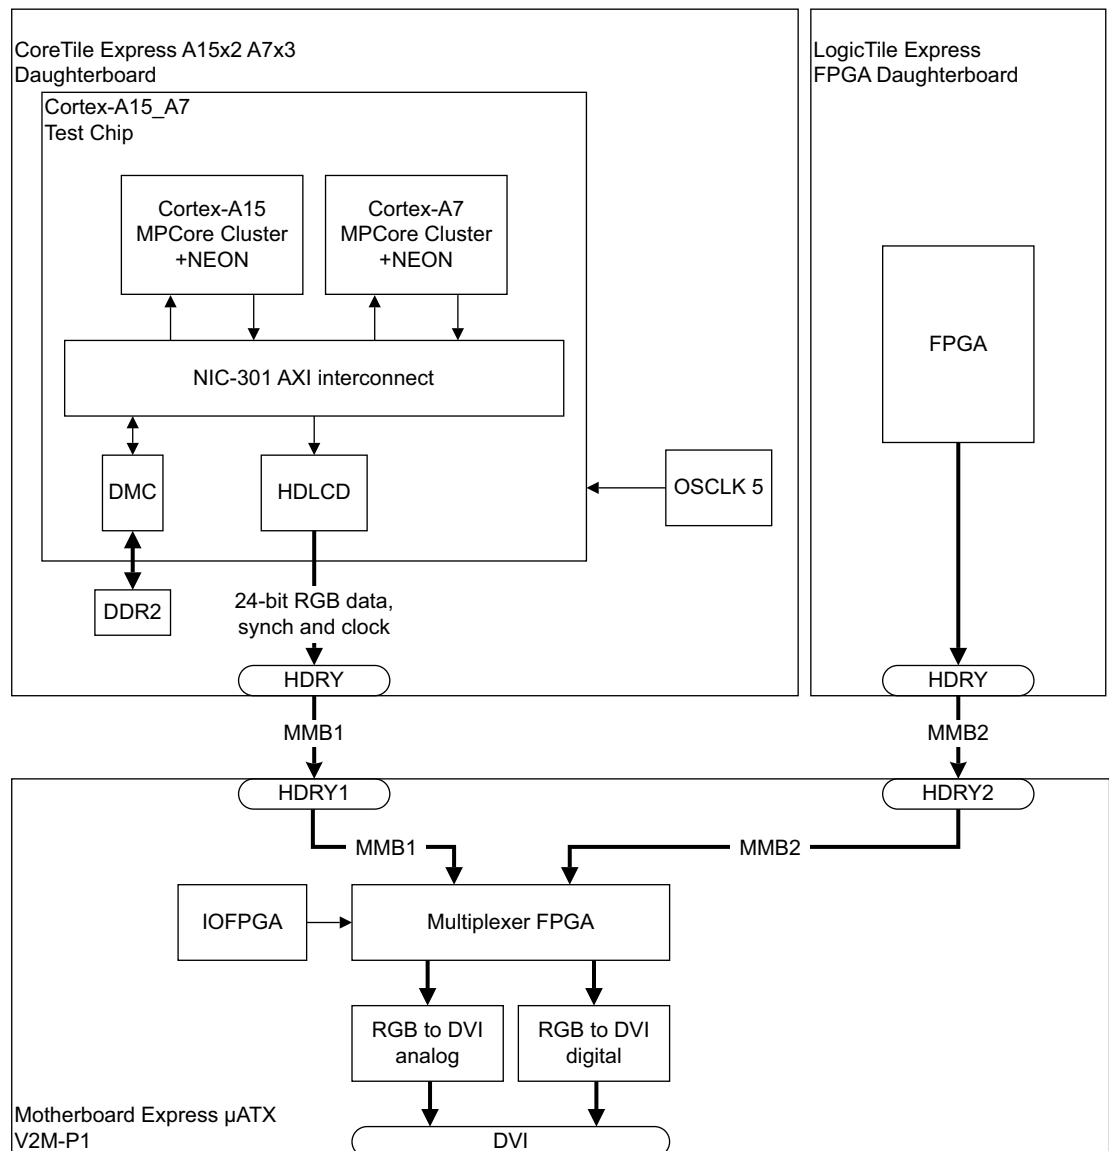 CoreTile Express A15x2 A7x3
Daughterboard
LogicTile Express
FPGA Daughterboard
Cortex-A15_A7
Test Chip
Cortex-A15
MPCore Cluster
+NEON
Cortex-A7
MPCore Cluster
+NEON
FPGA
NIC-301 AXI interconnect
DMC
HDLCD
OSCLK 5
DDR2
24-bit RGB data,
synch and clock
HDRY
HDRY
MMB1
MMB2
HDRY1
HDRY2
MMB1
MMB2
IOFPGA
Multiplexer FPGA
RGB to DVI
analog
RGB to DVI
digital
Motherboard Express µATX
V2M-P1
DVI